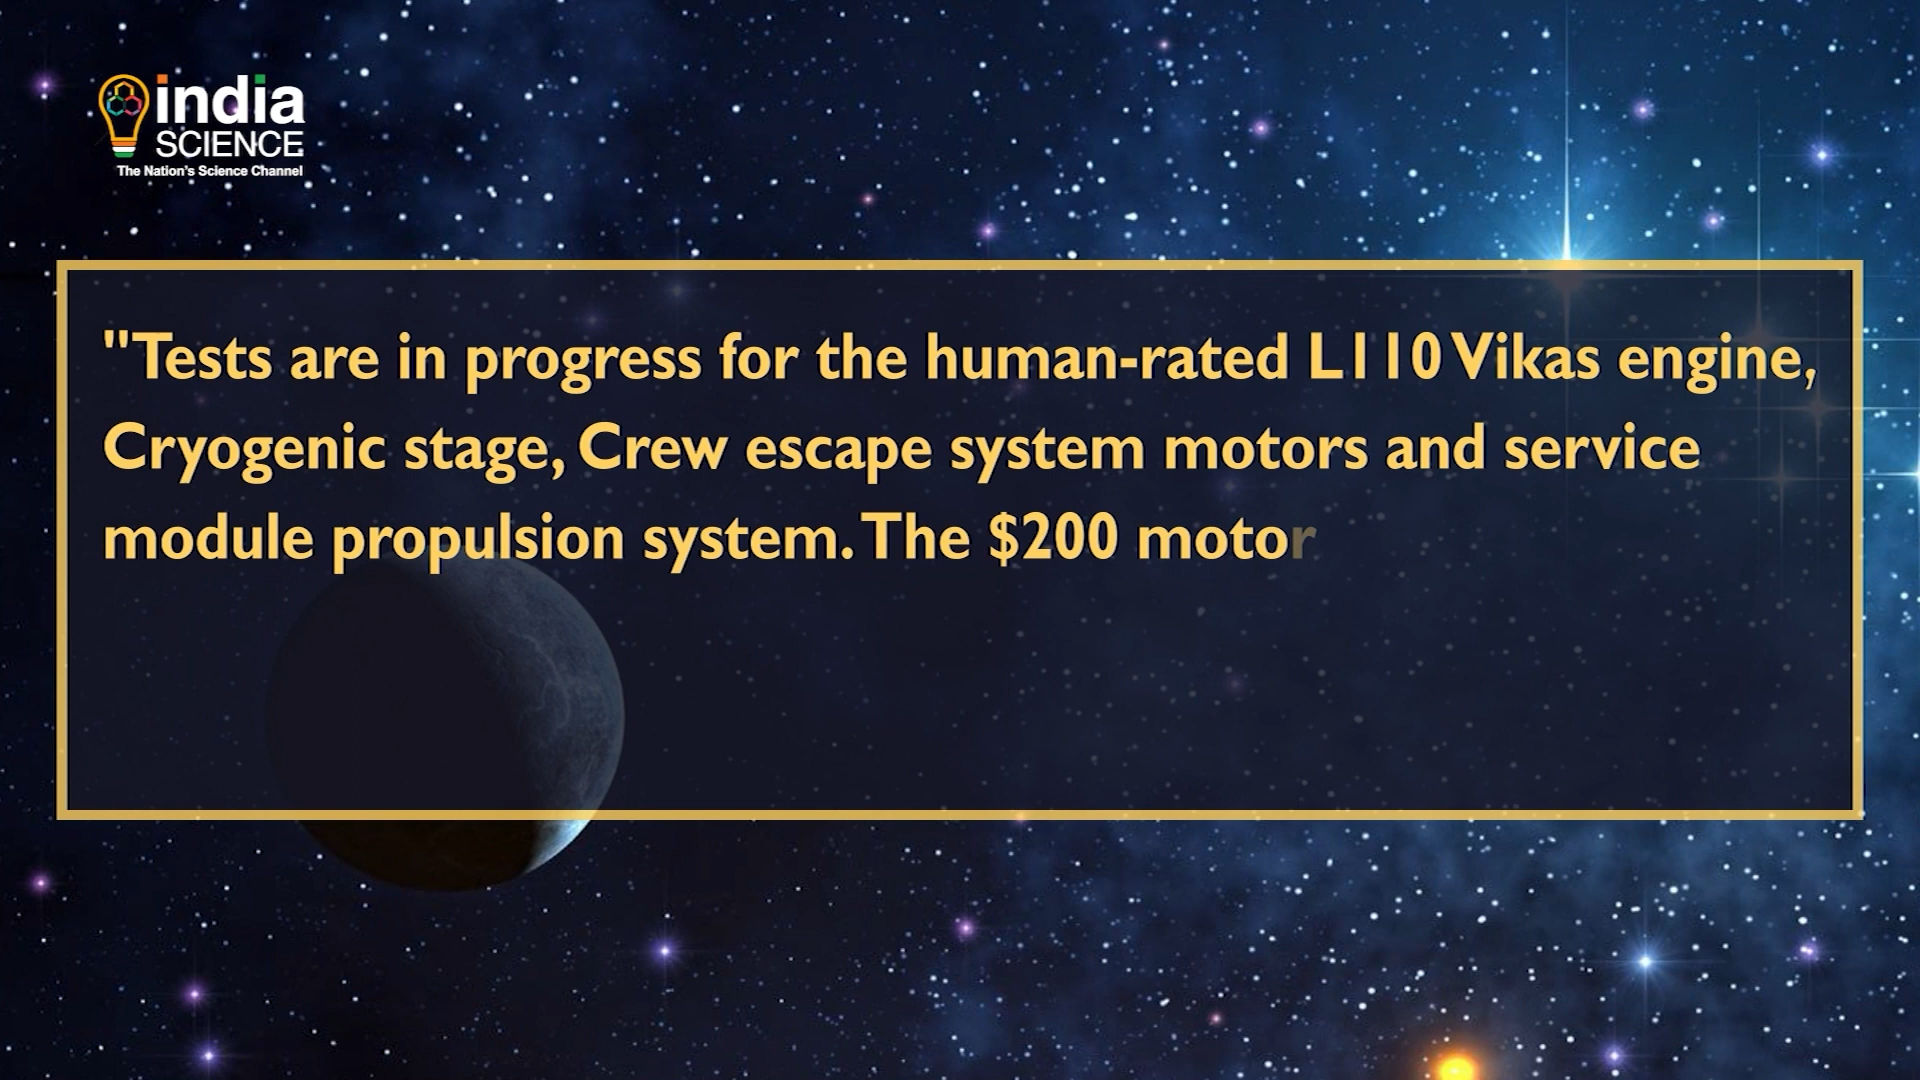 india
SCIENCE
The Nation's Science Channel
"Tests are in progress for the human-rated L110 Vikas engine,
Cryogenic stage, Crew escape system motors and service
module propulsion system. The $200 motor